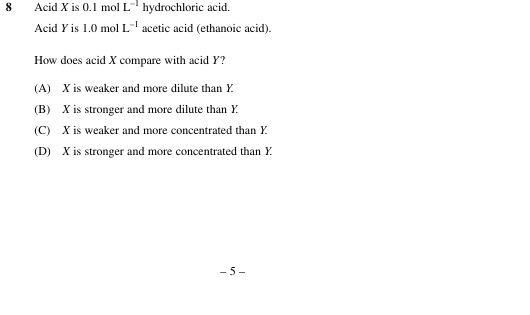 8 Acid X is 0.1 mol L⁻¹ hydrochloric acid.
Acid Y is 1.0 mol L⁻¹ acetic acid (ethanoic acid).
How does acid X compare with acid Y?
(A) X is weaker and more dilute than Y.
(B) X is stronger and more dilute than Y.
(C) X is weaker and more concentrated than Y.
(D) X is stronger and more concentrated than Y.
– 5 –